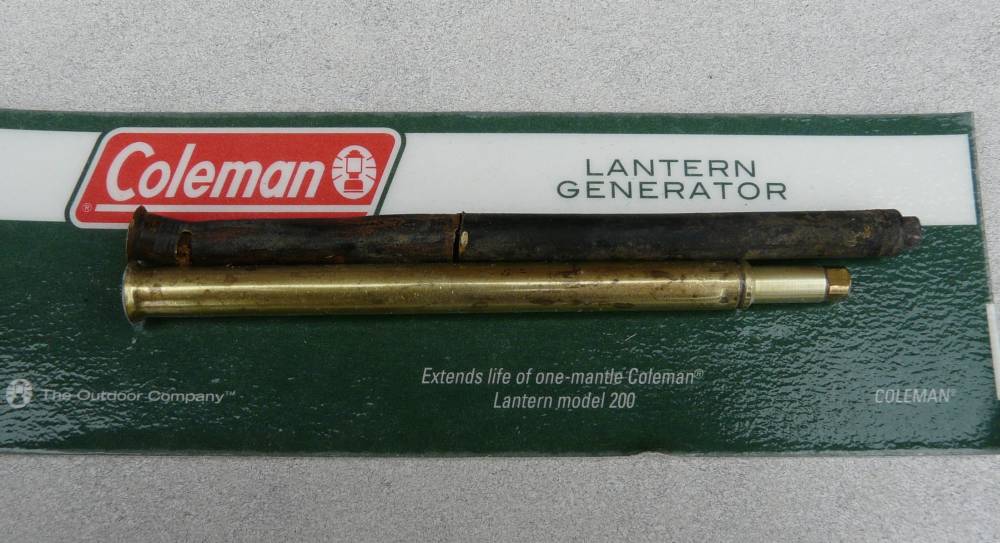 Coleman®
LANTERN
GENERATOR
Extends life of one-mantle Coleman®
Lantern model 200
The Outdoor Company™
COLEMAN®